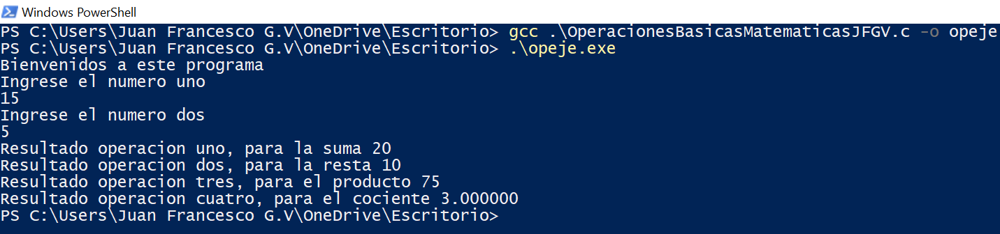 Windows PowerShell
PS C:\Users\Juan Francesco G.V\OneDrive\Escritorio> gcc .\OperacionesBasicasMatematicasJFGV.c -o opeje
PS C:\Users\Juan Francesco G.V\OneDrive\Escritorio> .\opeje.exe
Bienvenidos a este programa
Ingrese el numero uno
15
Ingrese el numero dos
5
Resultado operacion uno, para la suma 20
Resultado operacion dos, para la resta 10
Resultado operacion tres, para el producto 75
Resultado operacion cuatro, para el cociente 3.000000
PS C:\Users\Juan Francesco G.V\OneDrive\Escritorio>